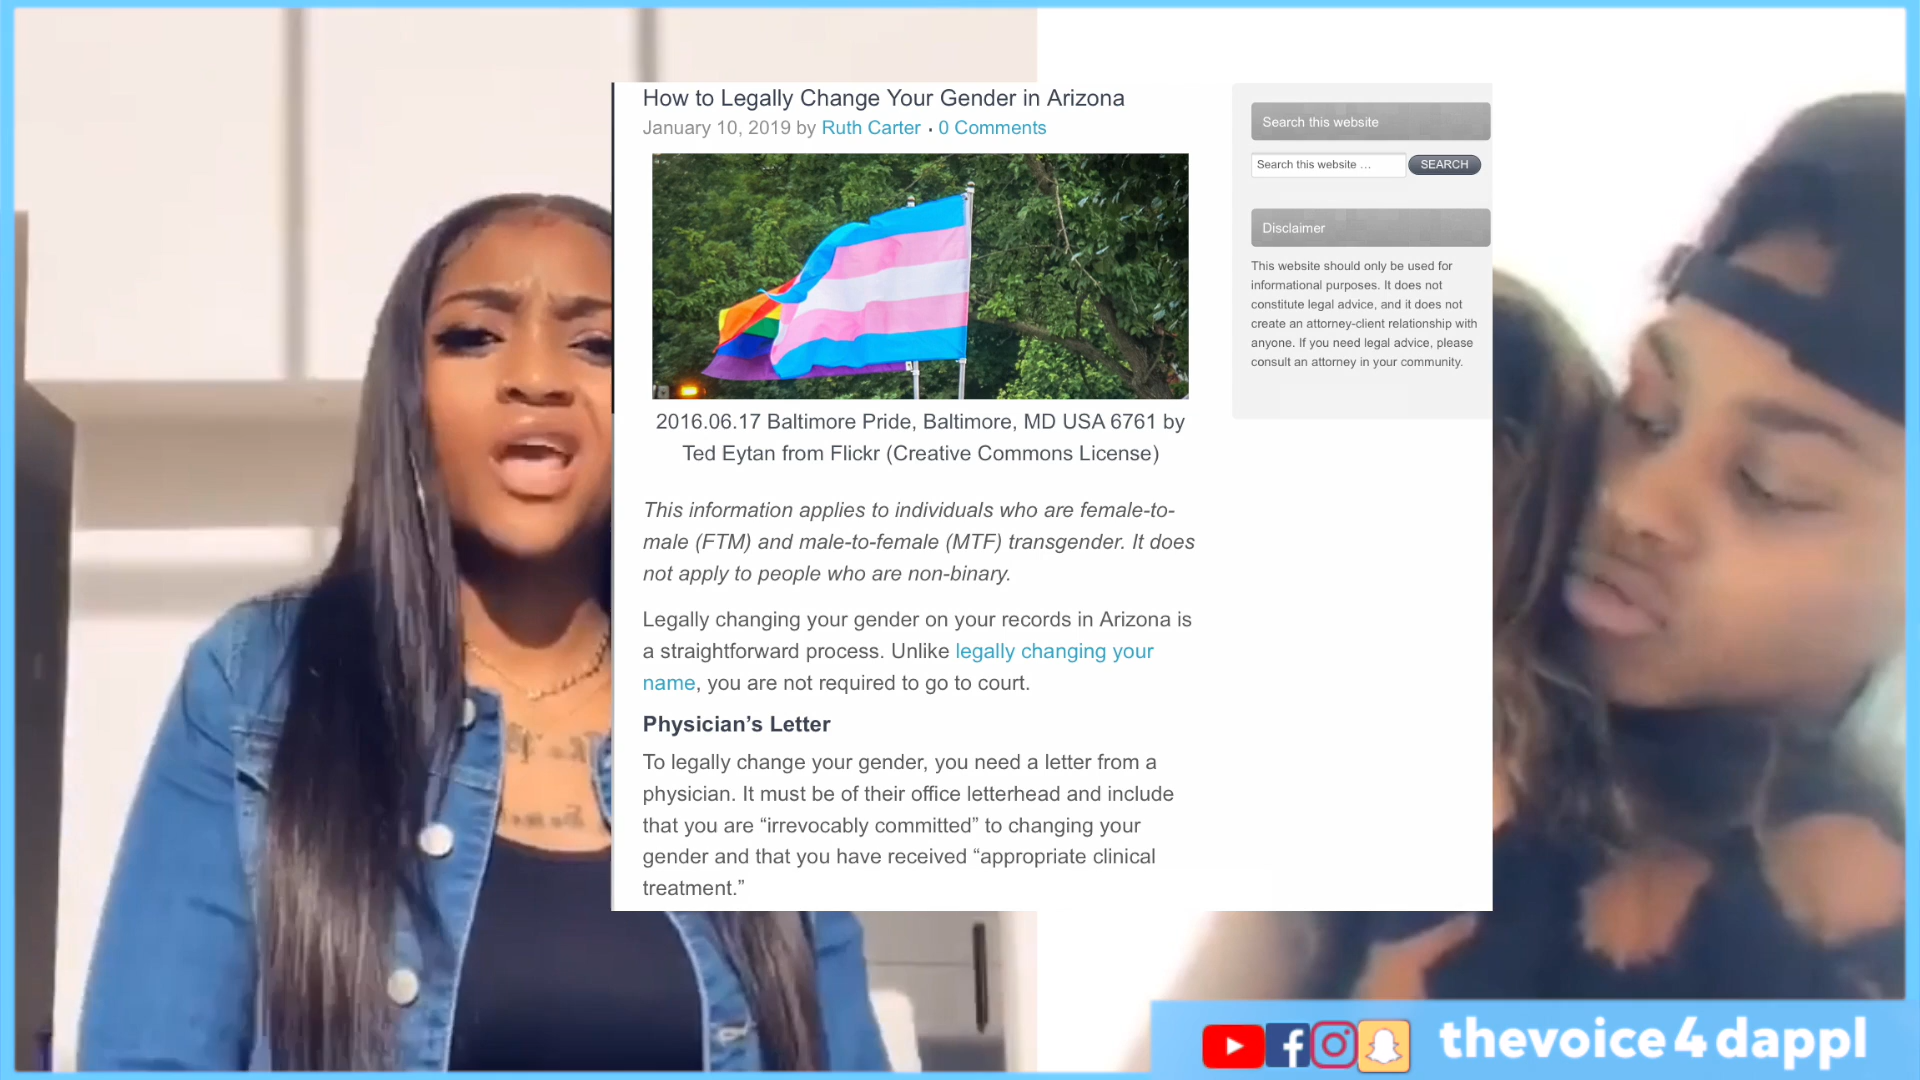 How to Legally Change Your Gender in Arizona
January 10, 2019 by Ruth Carter • 0 Comments
2016.06.17 Baltimore Pride, Baltimore, MD USA 6761 by
Ted Eytan from Flickr (Creative Commons License)
This information applies to individuals who are female-to-
male (FTM) and male-to-female (MTF) transgender. It does
not apply to people who are non-binary.
Legally changing your gender on your records in Arizona is
a straightforward process. Unlike legally changing your
name, you are not required to go to court.
Physician’s Letter
To legally change your gender, you need a letter from a
physician. It must be of their office letterhead and include
that you are “irrevocably committed” to changing your
gender and that you have received “appropriate clinical
treatment.”
Search this website
Search this website ...
SEARCH
Disclaimer
This website should only be used for
informational purposes. It does not
constitute legal advice, and it does not
create an attorney-client relationship with
anyone. If you need legal advice, please
consult an attorney in your community.
thevoice4dappl